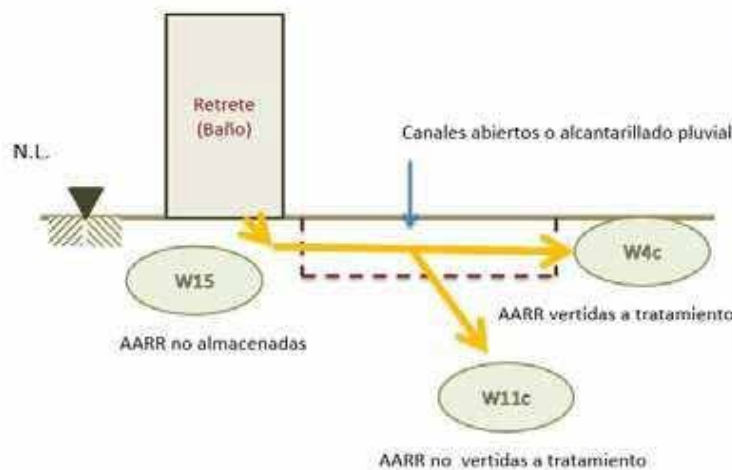 Retrete
(Baño)
Canales abiertos o alcantarillado pluvial
N.L.
W15
W4c
AARR vertidas a tratamiento
AARR no almacenadas
W11c
AARR no vertidas a tratamiento